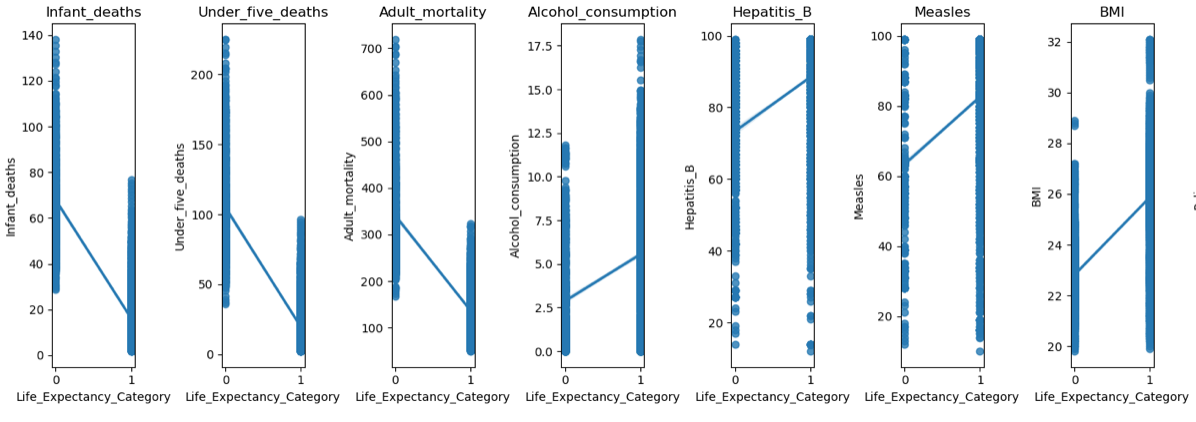 Infant_deaths
Under_five_deaths
Adult_mortality
Alcohol_consumption
Hepatitis_B
Measles
BMI
Infant_deaths
140
120
100
80
60
40
20
0
0 1
Life_Expectancy_Category
Under_five_deaths
200
150
100
50
0
0 1
Life_Expectancy_Category
Adult_mortality
700
600
500
400
300
200
100
0 1
Life_Expectancy_Category
Alcohol_consumption
17.5
15.0
12.5
10.0
7.5
5.0
2.5
0.0
0 1
Life_Expectancy_Category
Hepatitis_B
100
80
60
40
20
0 1
Life_Expectancy_Category
Measles
100
80
60
40
20
0 1
Life_Expectancy_Category
BMI
32
30
28
26
24
22
20
0 1
Life_Expectancy_Category